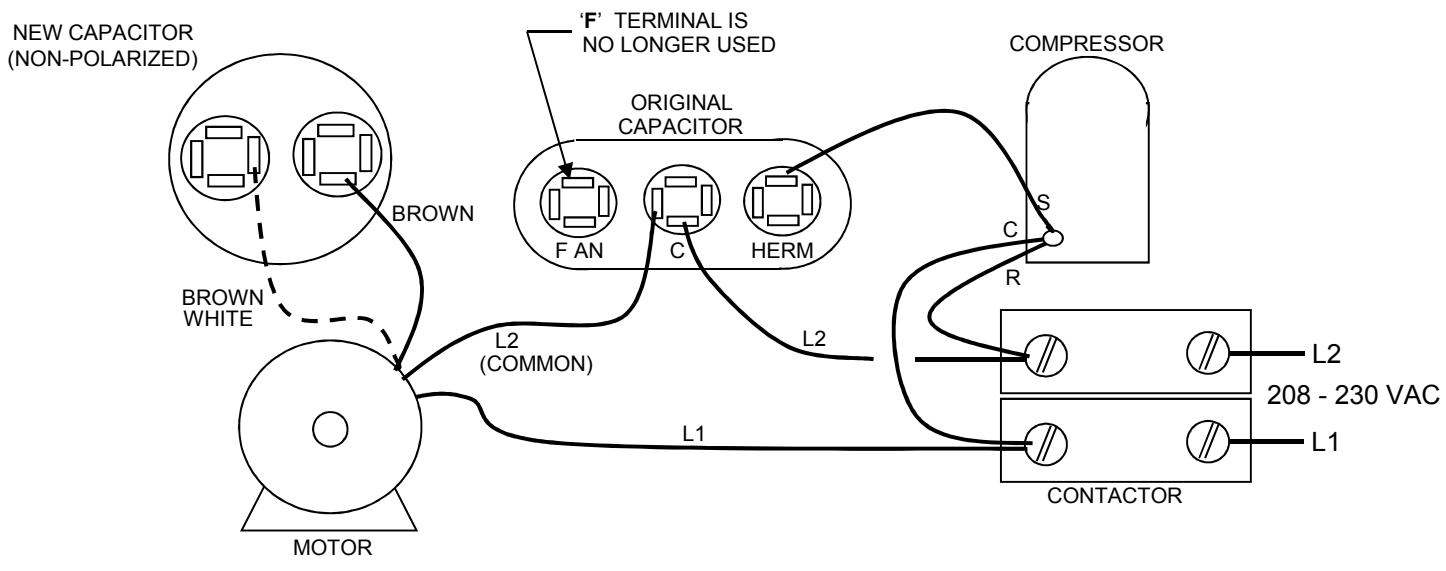 NEW CAPACITOR
(NON-POLARIZED)
'F' TERMINAL IS
NO LONGER USED
COMPRESSOR
ORIGINAL
CAPACITOR
BROWN
F AN
C
HERM
S
C
R
BROWN
WHITE
L2
(COMMON)
L2
L2
208 - 230 VAC
L1
L1
CONTACTOR
MOTOR